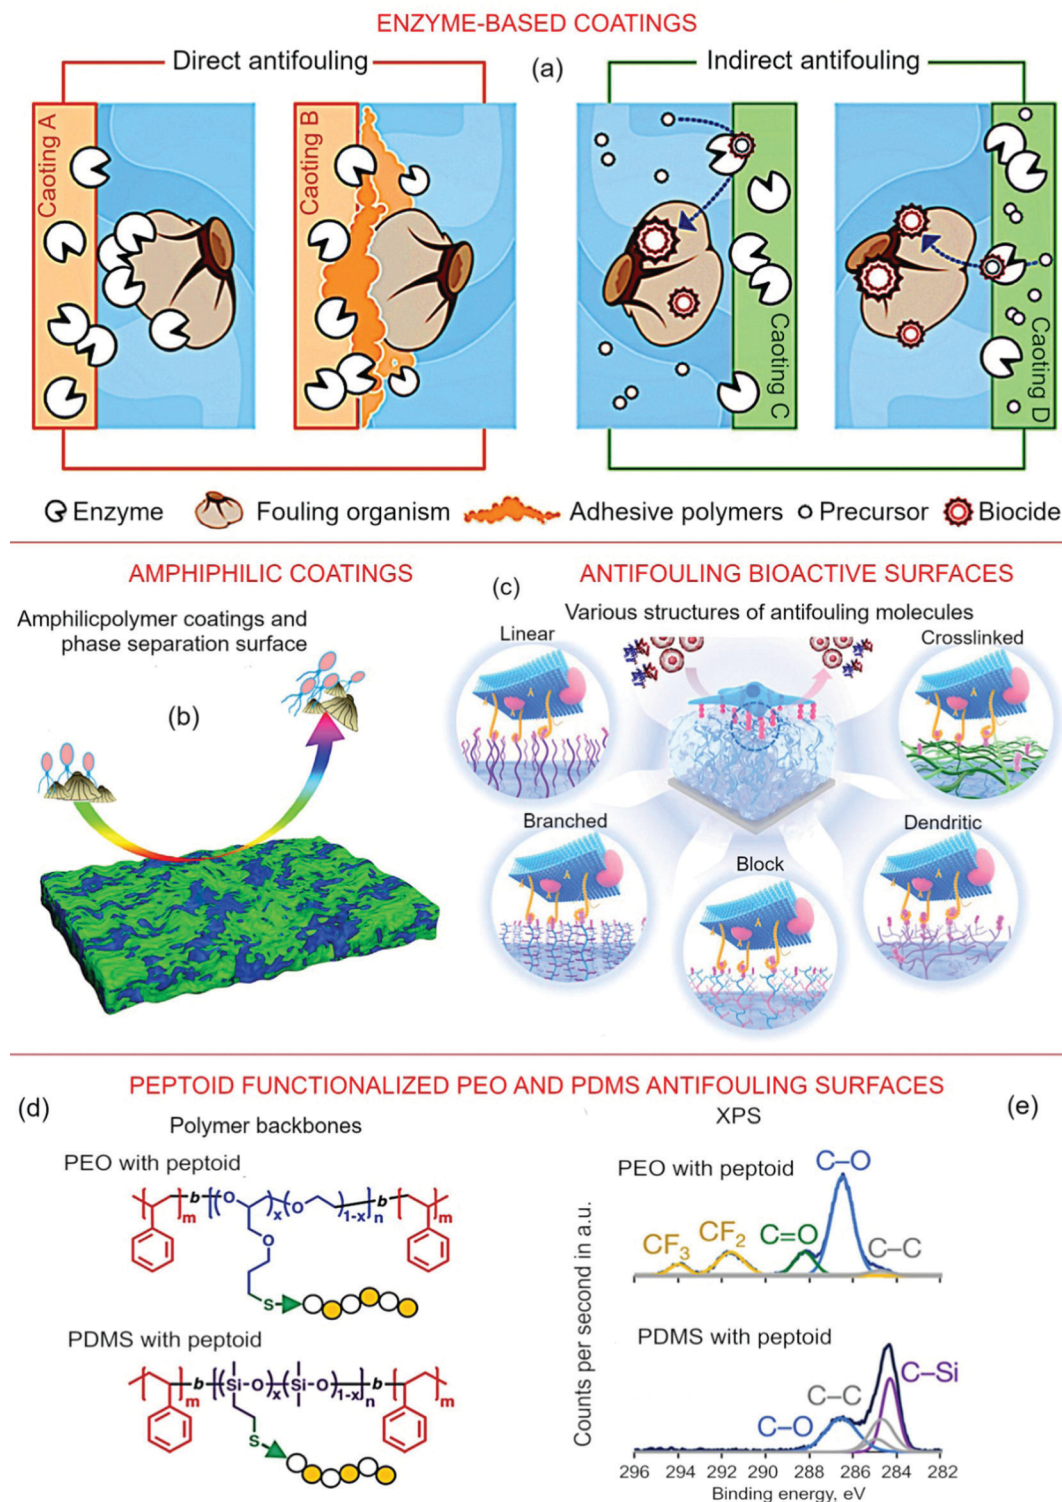 ENZYME-BASED COATINGS
Direct antifouling
(a)
Indirect antifouling
Caoting A
Caoting B
Caoting C
Caoting D
Enzyme
Fouling organism
Adhesive polymers
Precursor
Biocide
AMPHIPHILIC COATINGS
Amphilicpolymer coatings and
phase separation surface
(b)
(c)
ANTIFOULING BIOACTIVE SURFACES
Various structures of antifouling molecules
Linear
Crosslinked
Branched
Block
Dendritic
PEPTOID FUNCTIONALIZED PEO AND PDMS ANTIFOULING SURFACES
(d)
Polymer backbones
PEO with peptoid
m b O x O 1-x n b m
O
S
PDMS with peptoid
m b Si-O x Si-O 1-x n b m
S
(e)
XPS
PEO with peptoid
C–O
C=O
CF2
CF3
C–C
PDMS with peptoid
C–Si
C–C
C–O
Counts per second in a.u.
296 294 292 290 288 286 284 282
Binding energy, eV